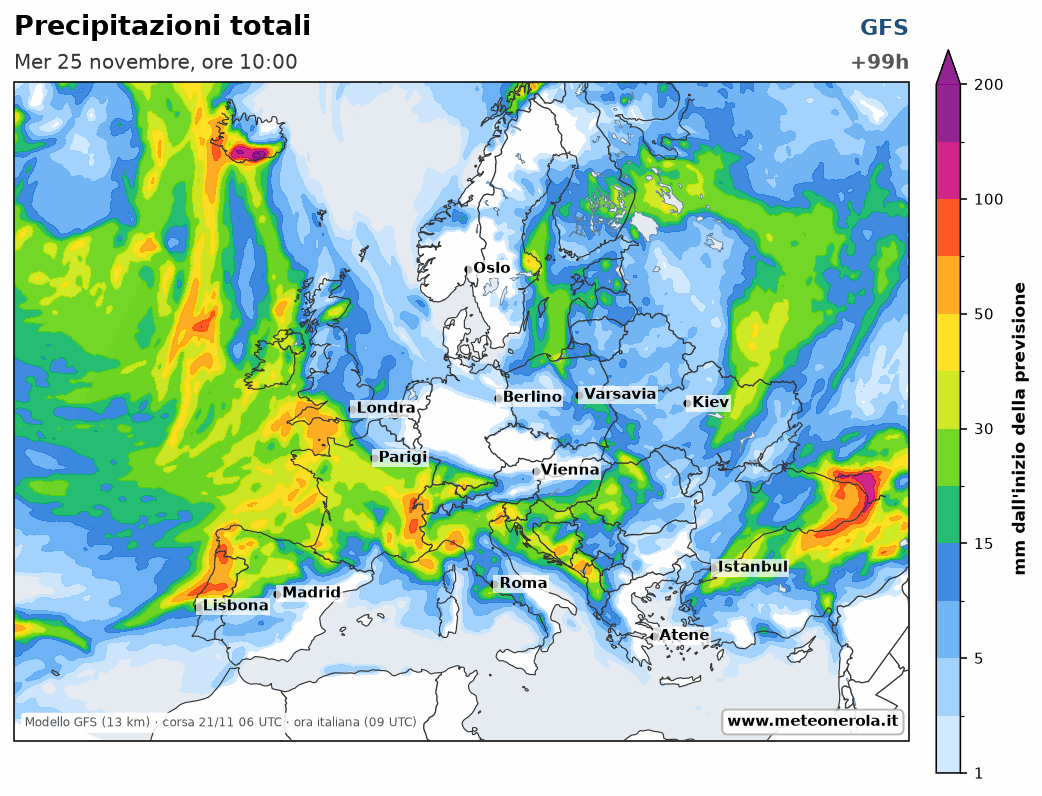 Precipitazioni totali
GFS
Mer 25 novembre, ore 10:00
+99h
200
100
50
30
15
5
1
mm dall'inizio della previsione
Oslo
Berlino
Varsavia
Kiev
Londra
Parigi
Vienna
Istanbul
Roma
Madrid
Lisbona
Atene
Modello GFS (13 km) · corsa 21/11 06 UTC · ora italiana (09 UTC)
www.meteonerola.it